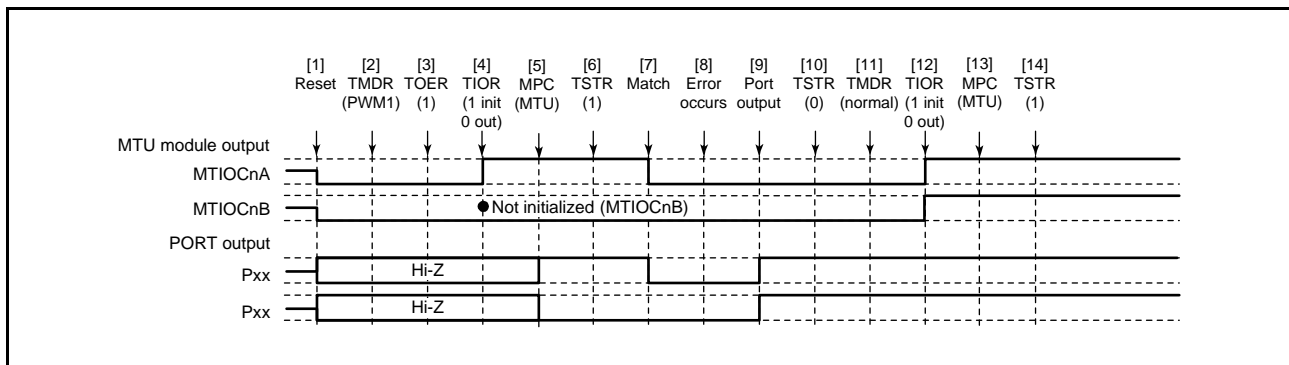 [1] [2] [3] [4] [5] [6] [7] [8] [9] [10] [11] [12] [13] [14]
Reset TMDR TOER TIOR MPC TSTR Match Error Port TSTR TMDR TIOR MPC TSTR
(PWM1) (1) (1 init (MTU) (1) occurs output (0) (normal) (1 init (MTU) (1)
0 out) 0 out)
MTU module output
MTIOCnA
MTIOCnB Not initialized (MTIOCnB)
PORT output
Pxx Hi-Z
Pxx Hi-Z